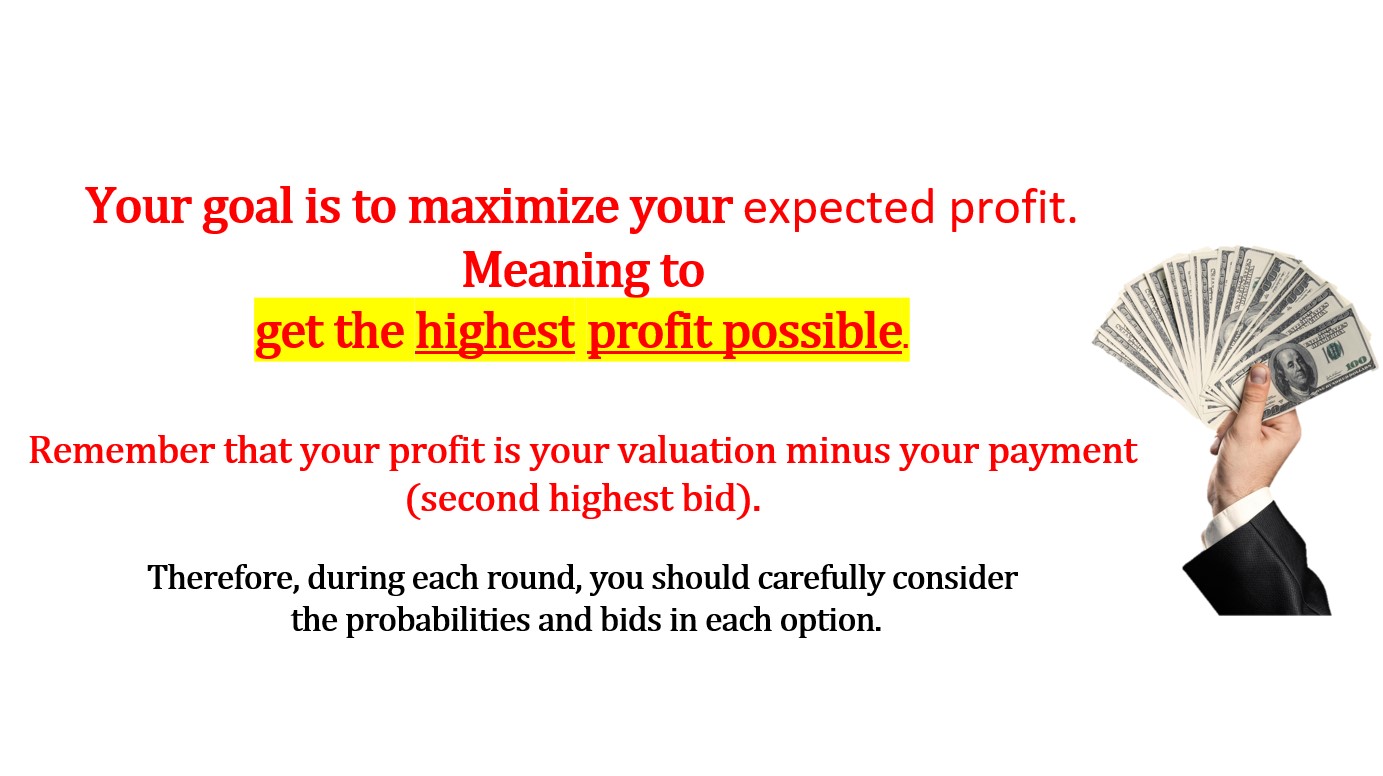 Your goal is to maximize your expected profit.
Meaning to
get the highest profit possible.
Remember that your profit is your valuation minus your payment
(second highest bid).
Therefore, during each round, you should carefully consider
the probabilities and bids in each option.
100